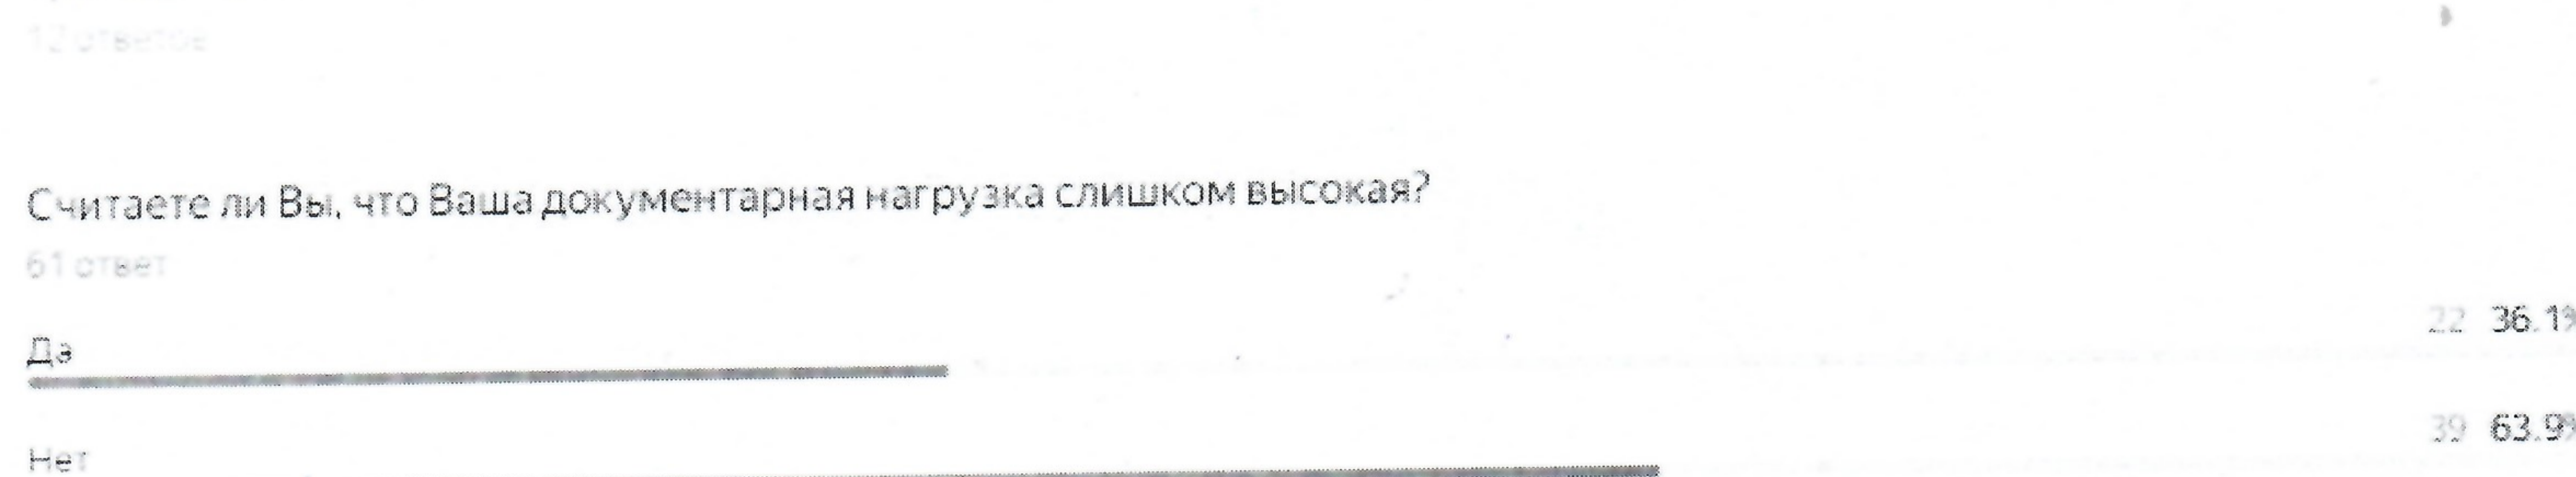 12 ответов
Считаете ли Вы, что Ваша документарная нагрузка слишком высокая?
61 ответ
22 36.1%
Да
39 63.9%
Нет